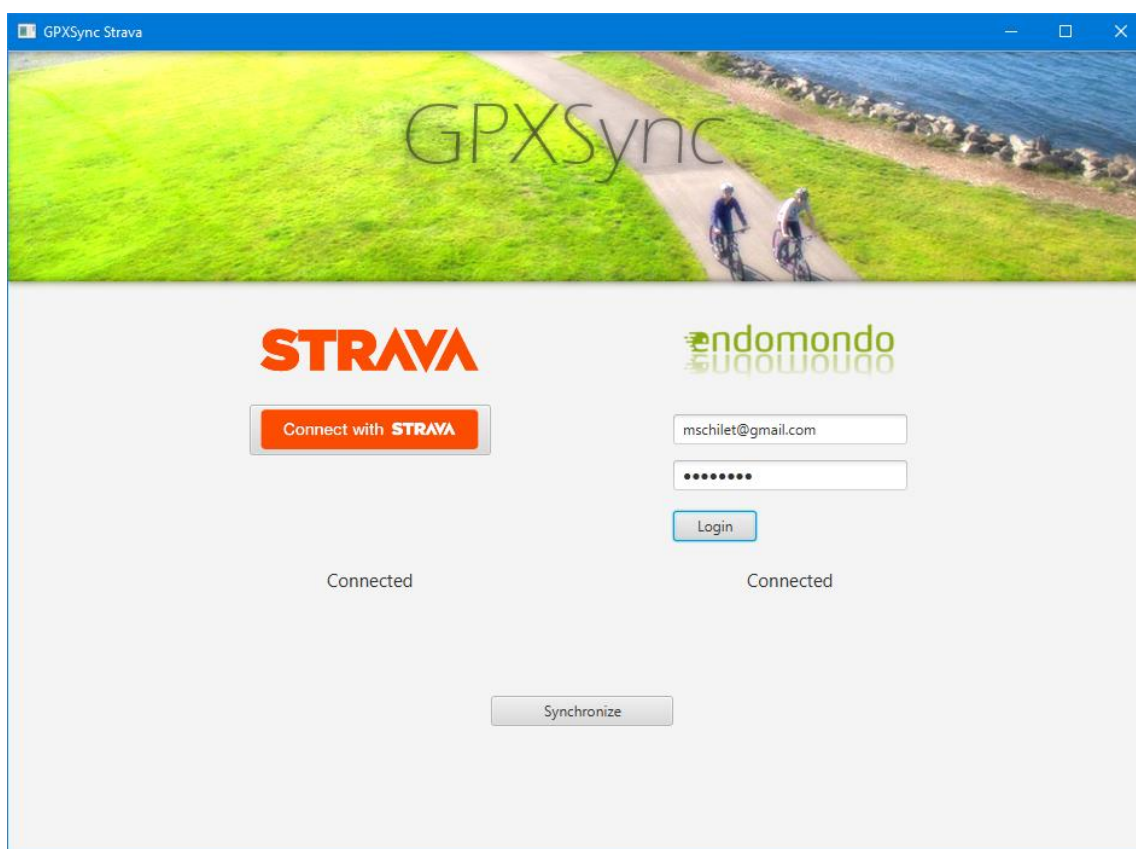 GPXSync Strava
GPXSync
STRAVA
endomondo
Connect with STRAVA
mschilet@gmail.com
••••••••
Login
Connected
Connected
Synchronize